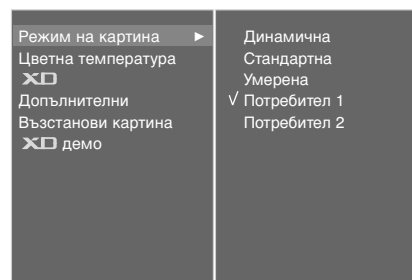 Режим на картина ►
Цветна температура
XD
Допълнителни
Възстанови картина
XD демо
Динамична
Стандартна
Умерена
√ Потребител 1
Потребител 2